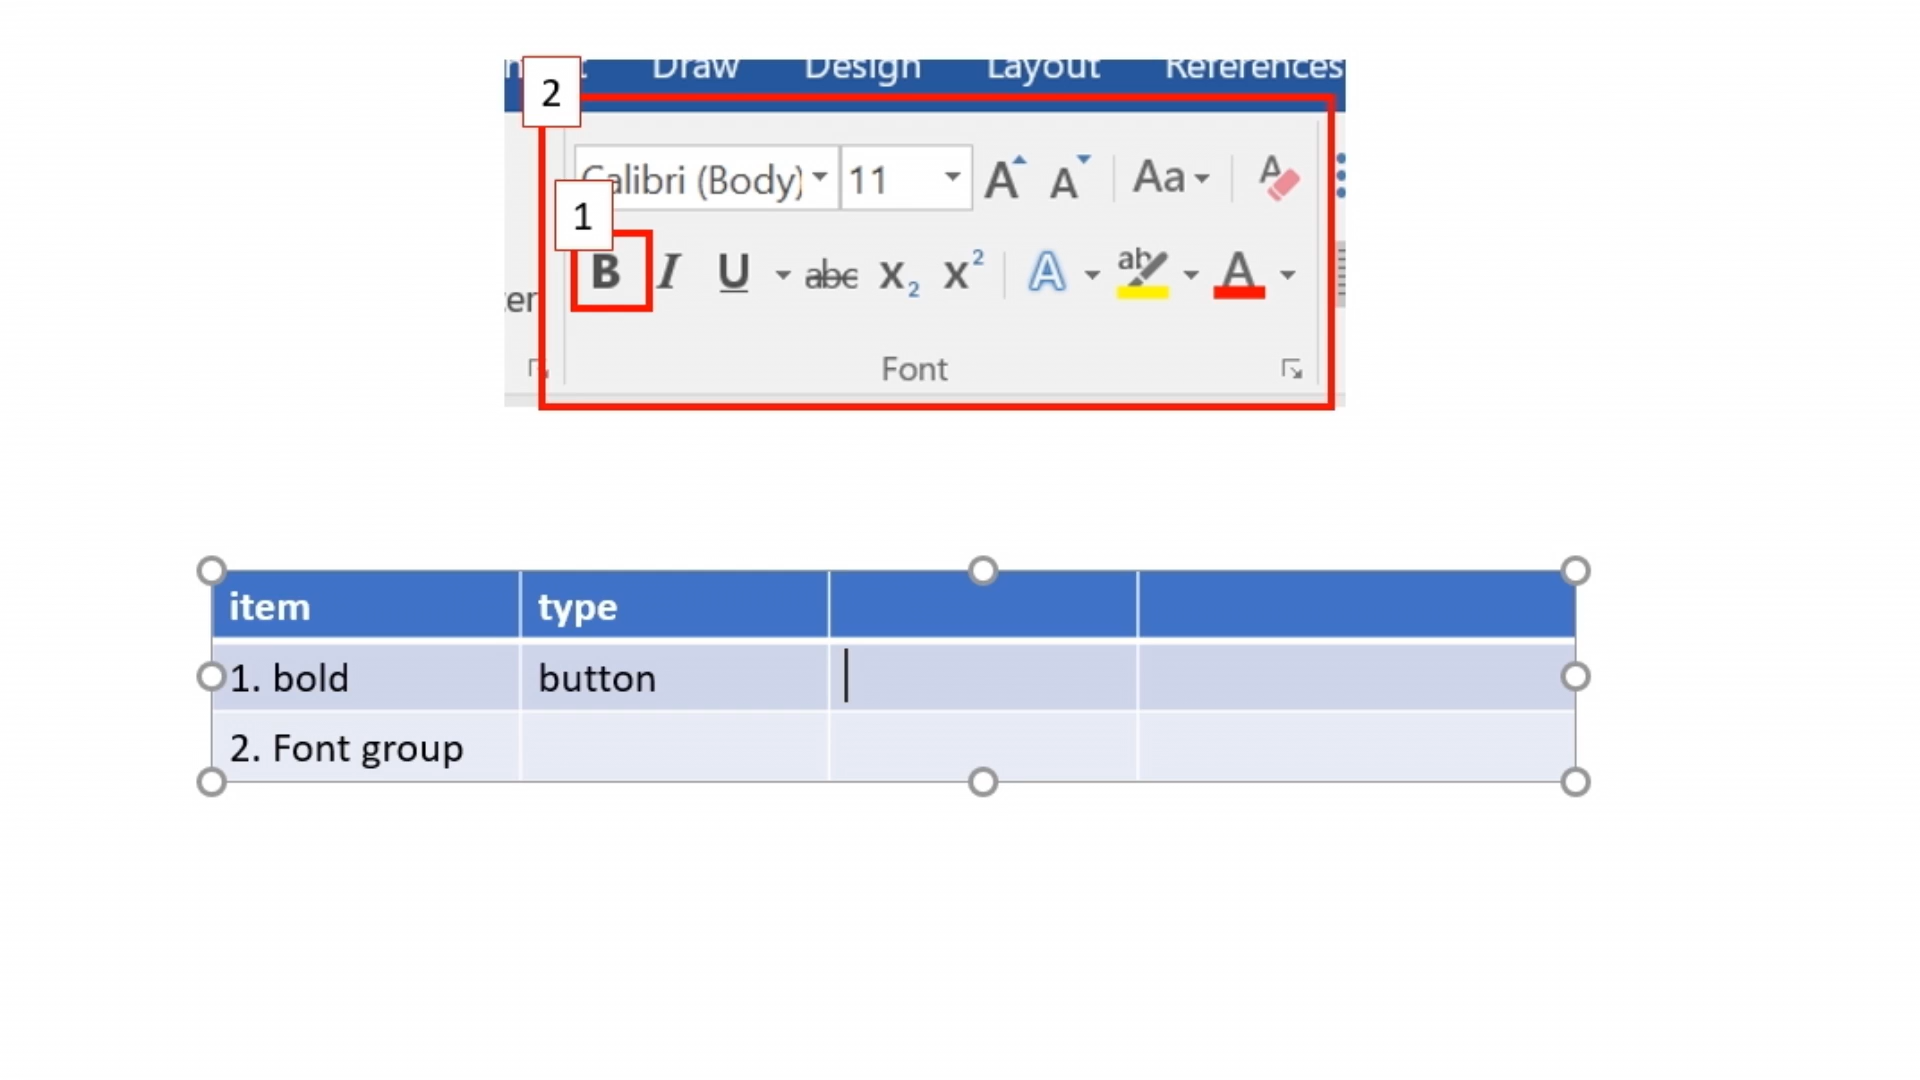 2 Draw Design Layout References
Calibri (Body) 11 A A Aa A
1
B I U abc X2 X2 A ab A
er
Font
item type
1. bold button
2. Font group